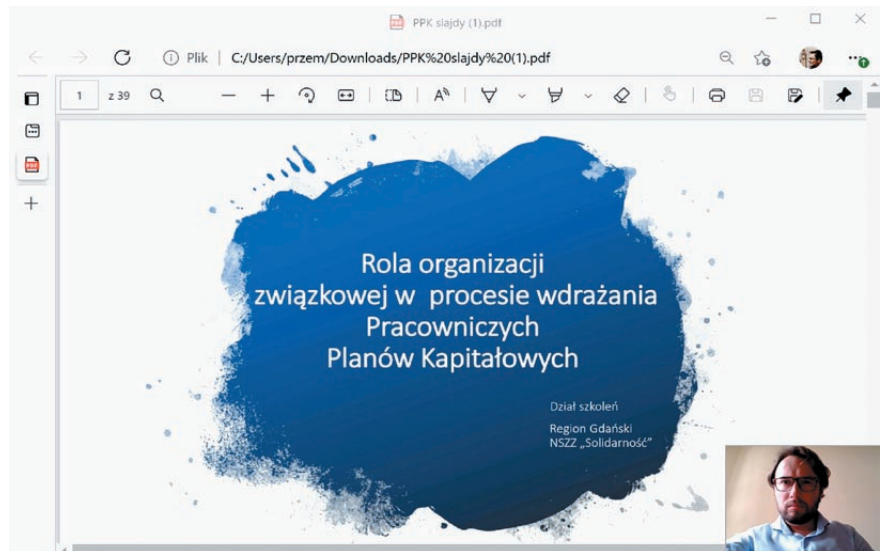 PPK slajdy (1).pdf
Plik | C:/Users/przem/Downloads/PPK%20slajdy%20(1).pdf
1 z 39
Rola organizacji
związkowej w procesie wdrażania
Pracowniczych
Planów Kapitałowych
Dział szkoleń
Region Gdański
NSZZ „Solidarność”